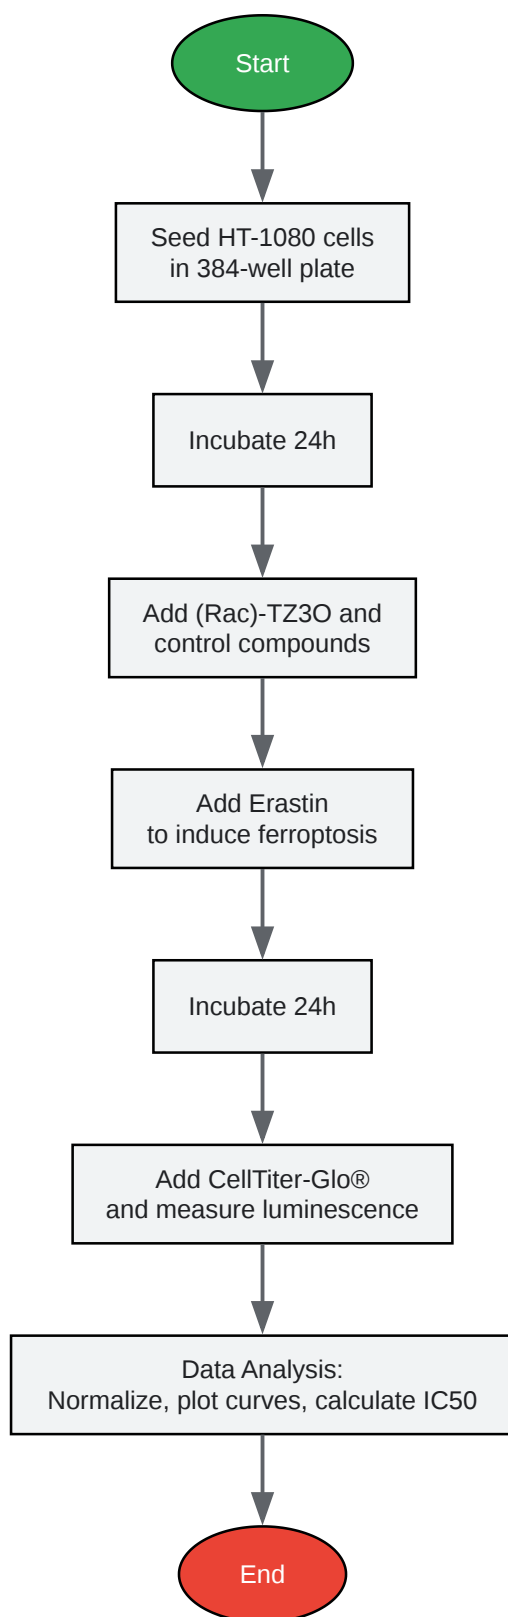 Start
Seed HT-1080 cells
in 384-well plate
Incubate 24h
Add (Rac)-TZ3O and
control compounds
Add Erastin
to induce ferroptosis
Incubate 24h
Add CellTiter-Glo®
and measure luminescence
Data Analysis:
Normalize, plot curves, calculate IC50
End